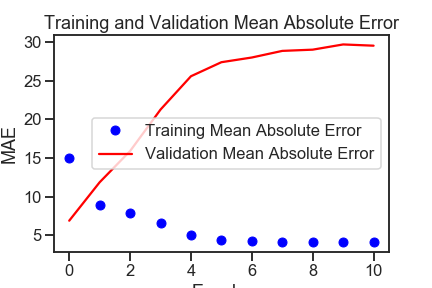 Training and Validation Mean Absolute Error
30
25
20
15
10
5
MAE
Training Mean Absolute Error
Validation Mean Absolute Error
0 2 4 6 8 10